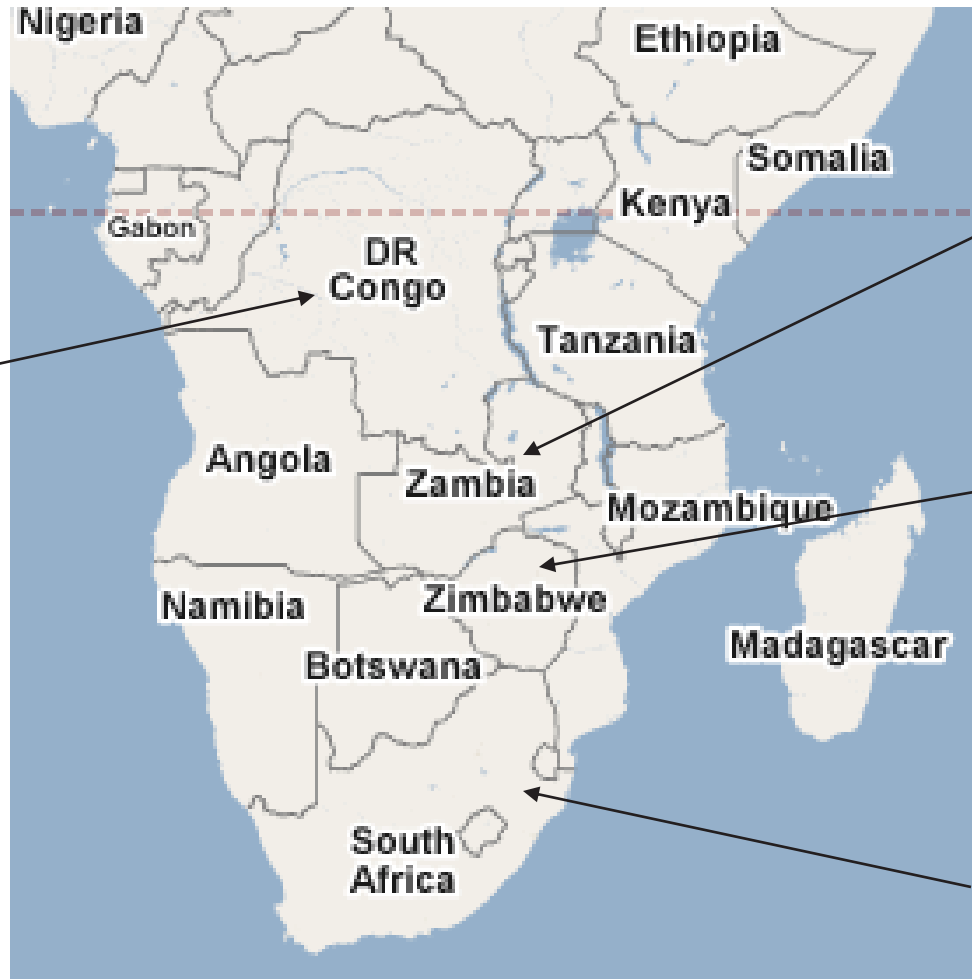 Nigeria
Ethiopia
Somalia
Kenya
Gabon
DR
Congo
Tanzania
Angola
Zambia
Mozambique
Zimbabwe
Namibia
Madagascar
Botswana
South
Africa